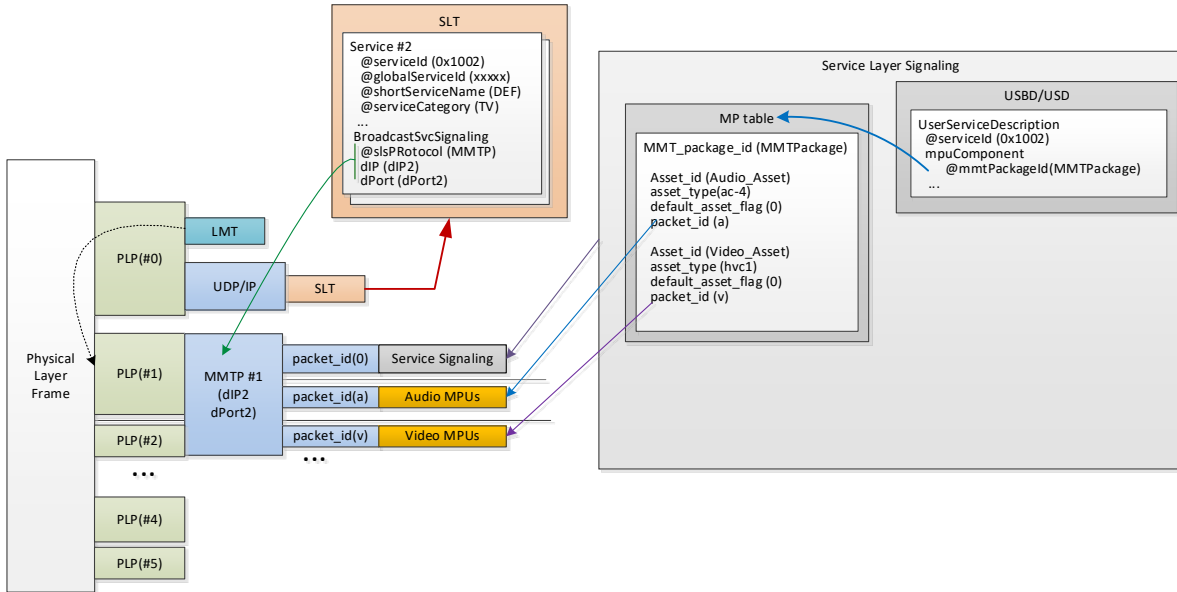 SLT
Service #2
@serviceId (0x1002)
@globalServiceId (xxxxx)
@shortServiceName (DEF)
@serviceCategory (TV)
...
BroadcastSvcSignaling
@slsPRotocol (MMTP)
dIP (dIP2)
dPort (dPort2)
Service Layer Signaling
USBD/USD
UserServiceDescription
@serviceId (0x1002)
mpuComponent
@mmtPackageId(MMTPackage)
...
MP table
MMT_package_id (MMTPackage)
Asset_id (Audio_Asset)
asset_type(ac-4)
default_asset_flag (0)
packet_id (a)
Asset_id (Video_Asset)
asset_type (hvc1)
default_asset_flag (0)
packet_id (v)
Physical
Layer
Frame
PLP(#0)
LMT
UDP/IP
SLT
PLP(#1)
MMTP #1
(dIP2
dPort2)
packet_id(0)
Service Signaling
packet_id(a)
Audio MPUs
PLP(#2)
packet_id(v)
Video MPUs
...
...
PLP(#4)
PLP(#5)